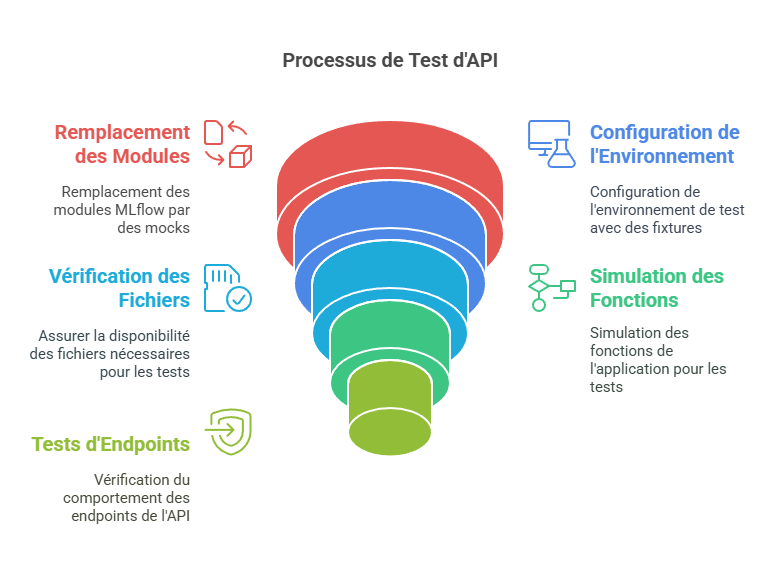 Processus de Test d'API
Remplacement
des Modules
Remplacement des
modules MLflow par
des mocks
Configuration de
l'Environnement
Configuration de
l'environnement de test
avec des fixtures
Vérification des
Fichiers
Assurer la disponibilité
des fichiers nécessaires
pour les tests
Simulation des
Fonctions
Simulation des
fonctions de
l'application pour les
tests
Tests d'Endpoints
Vérification du
comportement des
endpoints de l'API